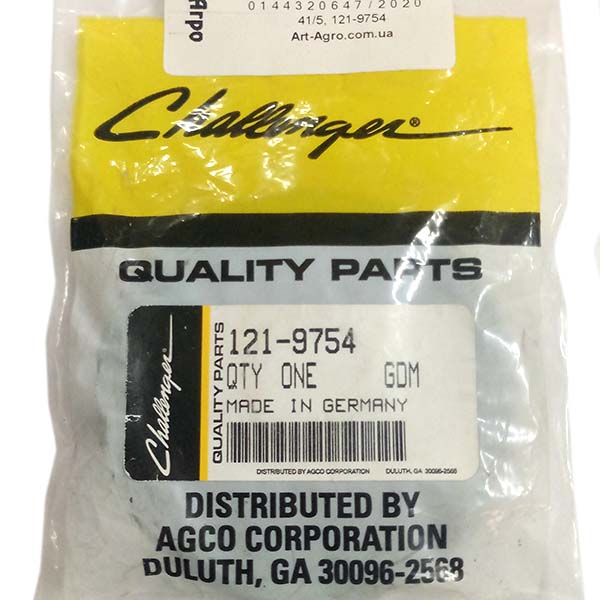 Агро
0144320647/2020
41/5, 121-9754
Art-Agro.com.ua
Challenger®
QUALITY PARTS
Challenger
QUALITY PARTS
121-9754
QTY ONE GDM
MADE IN GERMANY
DISTRIBUTED BY AGCO CORPORATION DULUTH, GA 30096-2568
DISTRIBUTED BY
AGCO CORPORATION
DULUTH, GA 30096-2568